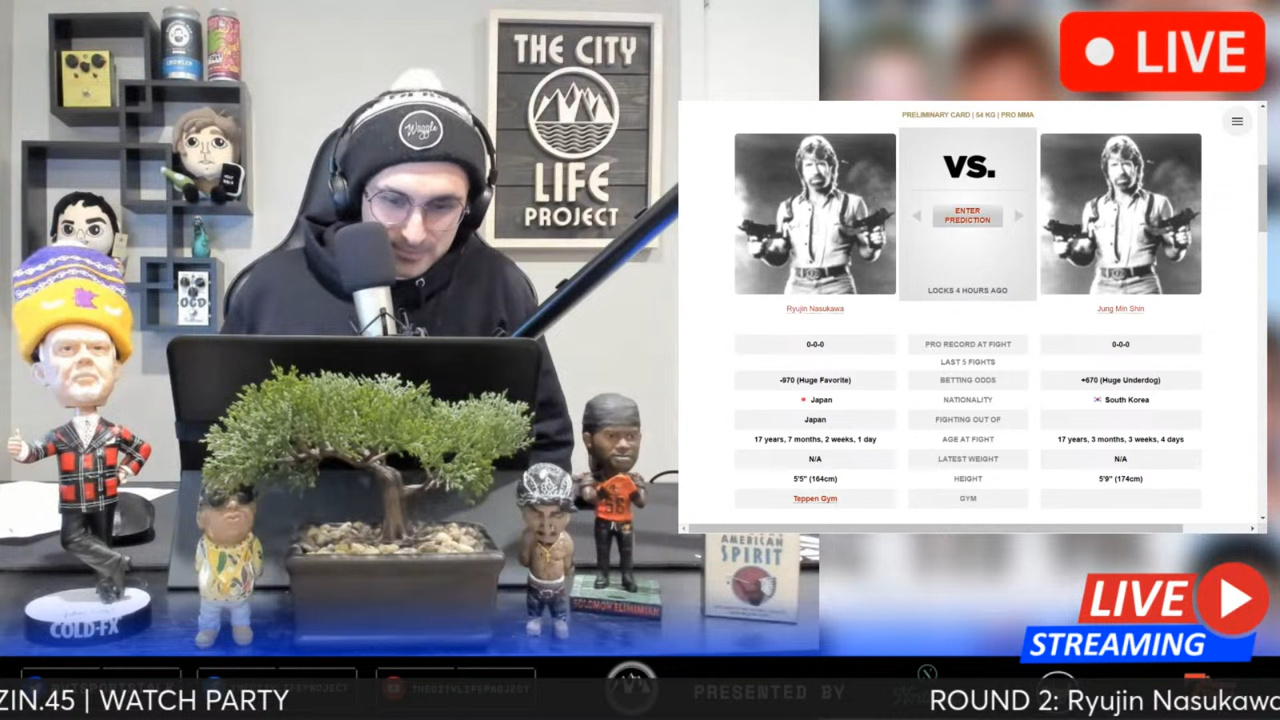 THE CITY
LIFE
PROJECT
Waggle
OCD
COLD-FX
SOLOMON ELIMIMIAN
AMERICAN
SPIRIT
LIVE
PRELIMINARY CARD | 54 KG | PRO MMA
VS.
ENTER
PREDICTION
LOCKS 4 HOURS AGO
Ryujin Nasukawa
Jung Min Shin
0-0-0 PRO RECORD AT FIGHT 0-0-0
LAST 5 FIGHTS
-970 (Huge Favorite) BETTING ODDS +670 (Huge Underdog)
Japan NATIONALITY South Korea
Japan FIGHTING OUT OF
17 years, 7 months, 2 weeks, 1 day AGE AT FIGHT 17 years, 3 months, 3 weeks, 4 days
N/A LATEST WEIGHT N/A
5'5" (164cm) HEIGHT 5'9" (174cm)
Teppen Gym GYM
LIVE
STREAMING
THECITYLIFEPROJECT
PRESENTED BY
ZIN.45 | WATCH PARTY
ROUND 2: Ryujin Nasukawa